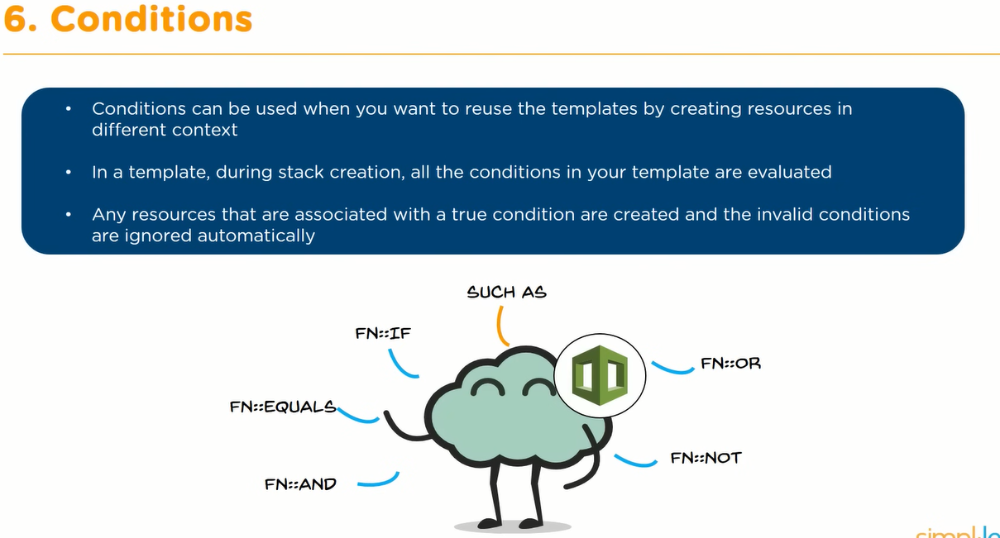 6. Conditions
• Conditions can be used when you want to reuse the templates by creating resources in
different context
• In a template, during stack creation, all the conditions in your template are evaluated
• Any resources that are associated with a true condition are created and the invalid conditions
are ignored automatically
SUCH AS
FN::IF
FN::OR
FN::EQUALS
FN::NOT
FN::AND